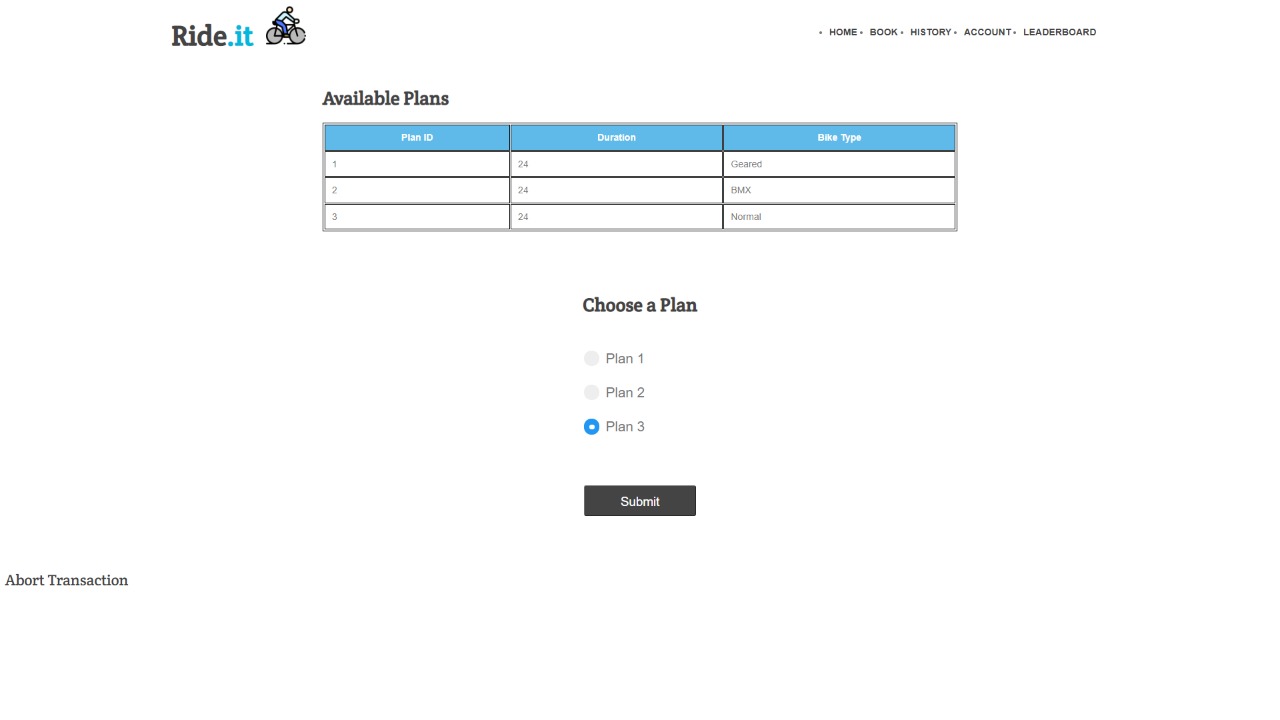 Ride.it
• HOME • BOOK • HISTORY • ACCOUNT • LEADERBOARD
Available Plans
Plan ID Duration Bike Type
1 24 Geared
2 24 BMX
3 24 Normal
Choose a Plan
Plan 1
Plan 2
Plan 3
Submit
Abort Transaction